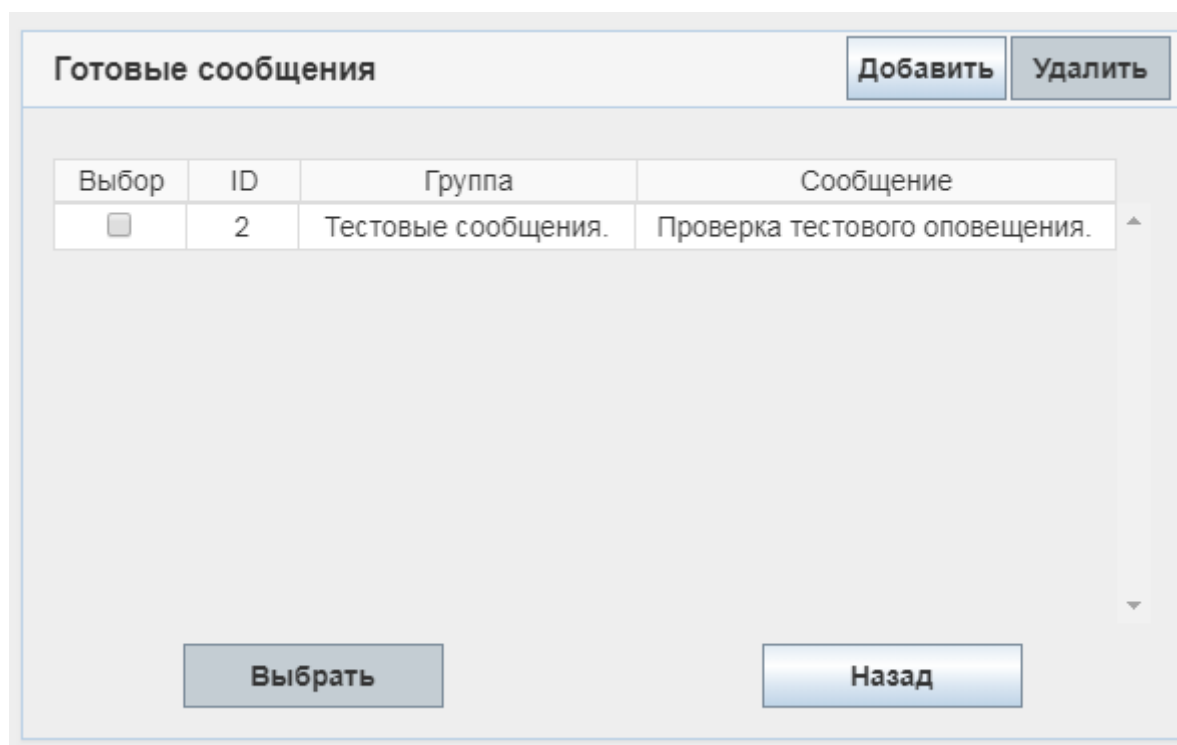 Готовые сообщения Добавить Удалить
Выбор ID Группа Сообщение
2 Тестовые сообщения. Проверка тестового оповещения.
Выбрать Назад